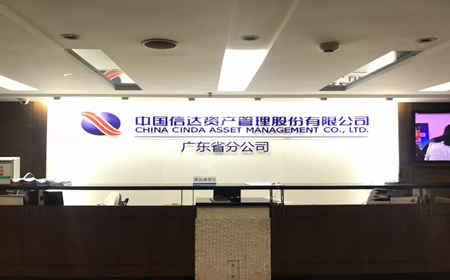 中国信达资产管理股份有限公司
CHINA CINDA ASSET MANAGEMENT CO., LTD.
广东省分公司